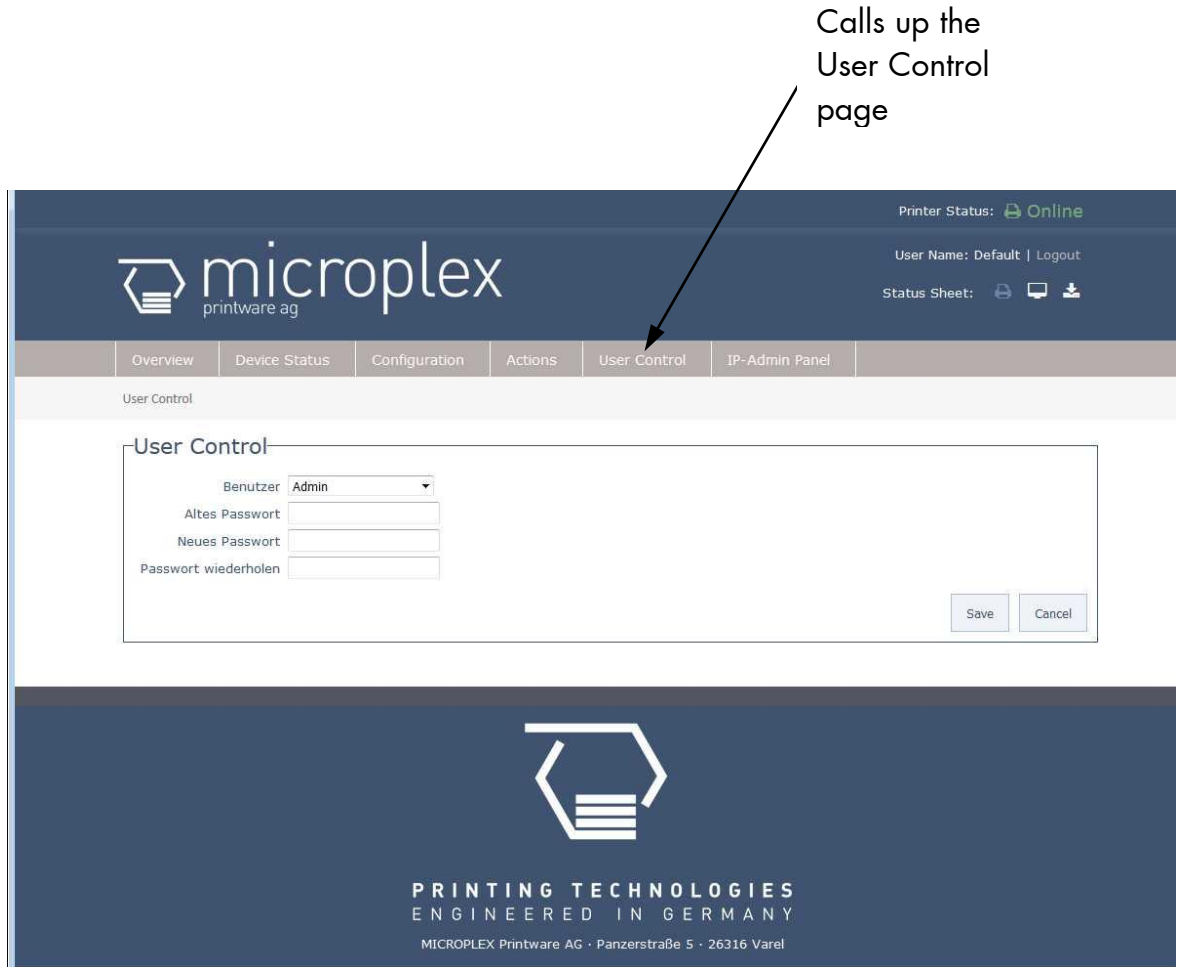 Calls up the
User Control
page
Printer Status: Online
microplex
printware ag
User Name: Default | Logout
Status Sheet:
Overview Device Status Configuration Actions User Control IP-Admin Panel
User Control
User Control
Benutzer Admin
Altes Passwort
Neues Passwort
Passwort wiederholen
Save Cancel
PRINTING TECHNOLOGIES
ENGINEERED IN GERMANY
MICROPLEX Printware AG · Panzerstraße 5 · 26316 Varel